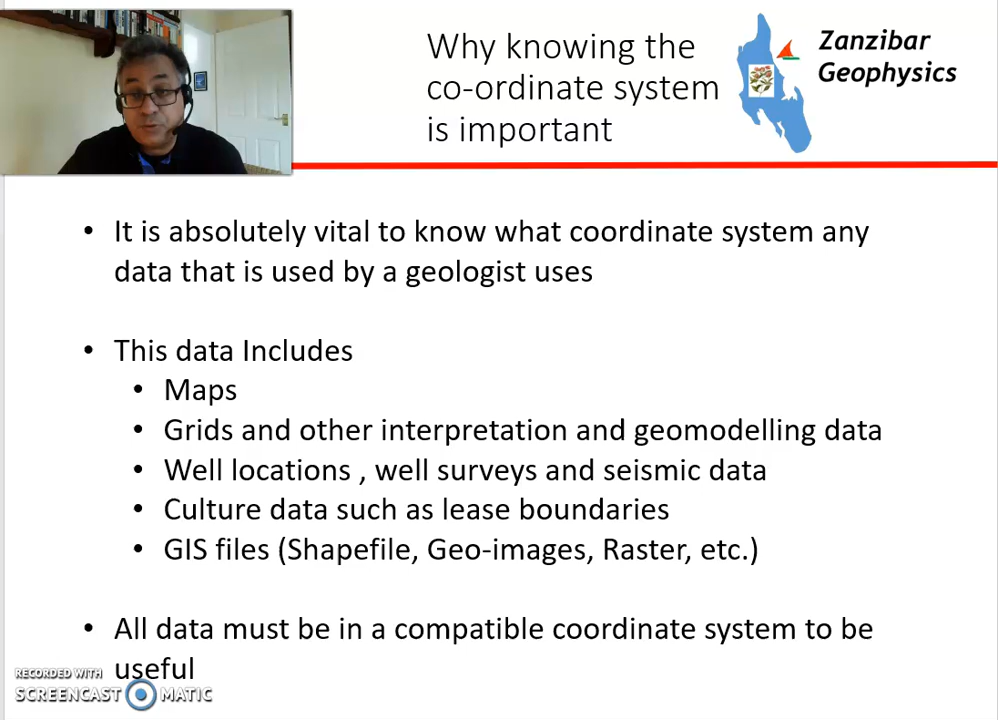 Why knowing the
co-ordinate system
is important
Zanzibar
Geophysics
• It is absolutely vital to know what coordinate system any
data that is used by a geologist uses
• This data Includes
• Maps
• Grids and other interpretation and geomodelling data
• Well locations , well surveys and seismic data
• Culture data such as lease boundaries
• GIS files (Shapefile, Geo-images, Raster, etc.)
• All data must be in a compatible coordinate system to be
useful
RECORDED WITH
SCREENCAST MATIC